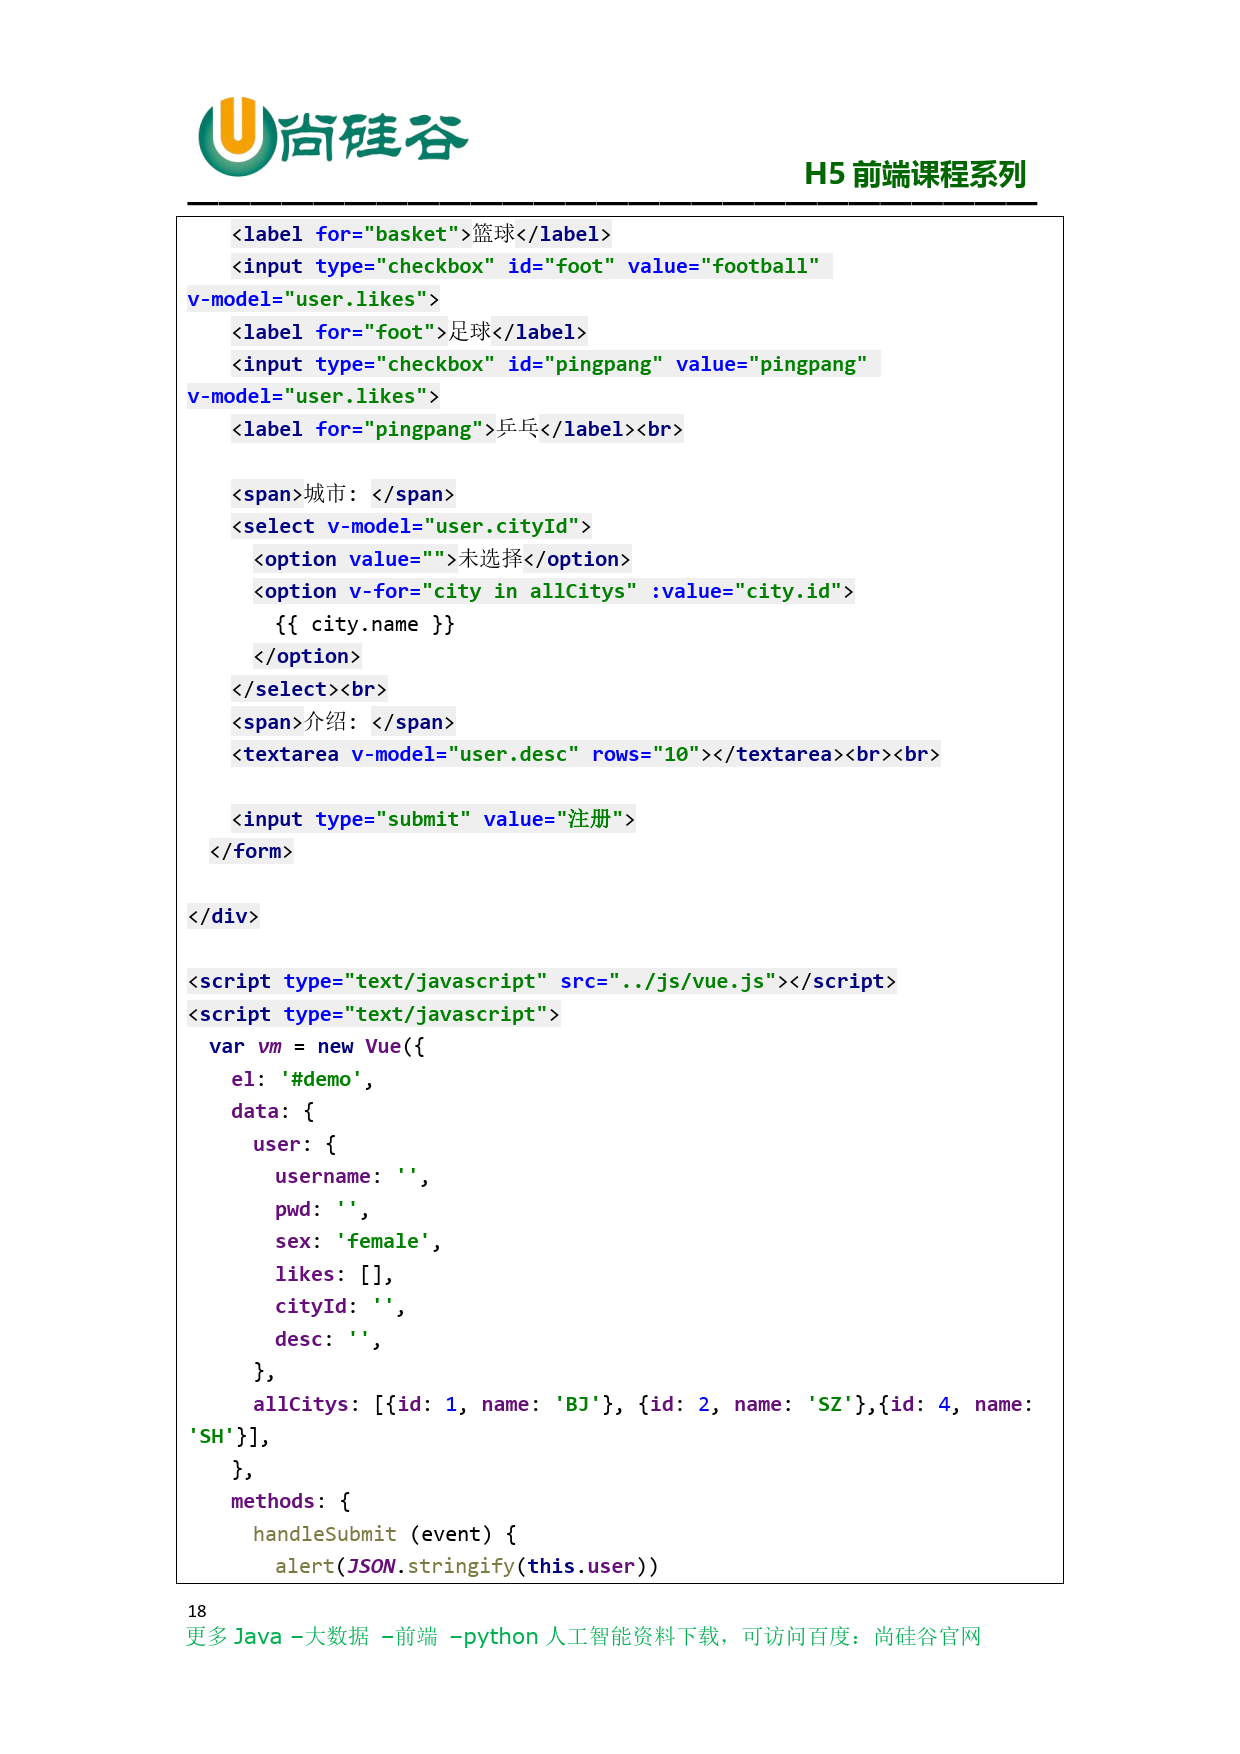 尚硅谷
H5 前端课程系列
<label for="basket">篮球</label>
<input type="checkbox" id="foot" value="football"
v-model="user.likes">
<label for="foot">足球</label>
<input type="checkbox" id="pingpang" value="pingpang"
v-model="user.likes">
<label for="pingpang">乒乓</label><br>
<span>城市: </span>
<select v-model="user.cityId">
<option value="">未选择</option>
<option v-for="city in allCitys" :value="city.id">
{{ city.name }}
</option>
</select><br>
<span>介绍: </span>
<textarea v-model="user.desc" rows="10"></textarea><br><br>
<input type="submit" value="注册">
</form>
</div>
<script type="text/javascript" src="../js/vue.js"></script>
<script type="text/javascript">
var vm = new Vue({
el: '#demo',
data: {
user: {
username: '',
pwd: '',
sex: 'female',
likes: [],
cityId: '',
desc: '',
},
allCitys: [{id: 1, name: 'BJ'}, {id: 2, name: 'SZ'},{id: 4, name:
'SH'}],
},
methods: {
handleSubmit (event) {
alert(JSON.stringify(this.user))
18
更多 Java –大数据 –前端 –python 人工智能资料下载，可访问百度：尚硅谷官网